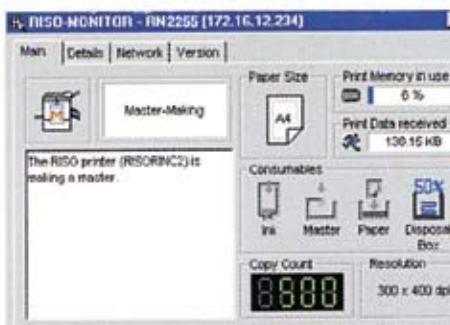 RISO-MONITOR - RN2255 [172.16.12.234]
Main Details Network Version
Master-Making
The RISO printer (RISORINC2) is
making a master.
Paper Size
A4
Print Memory in use
6 %
Print Data received
138.15 KB
Consumables
Ink Master Paper Disposal
Box
50%
Copy Count
Resolution
300 x 400 dpi